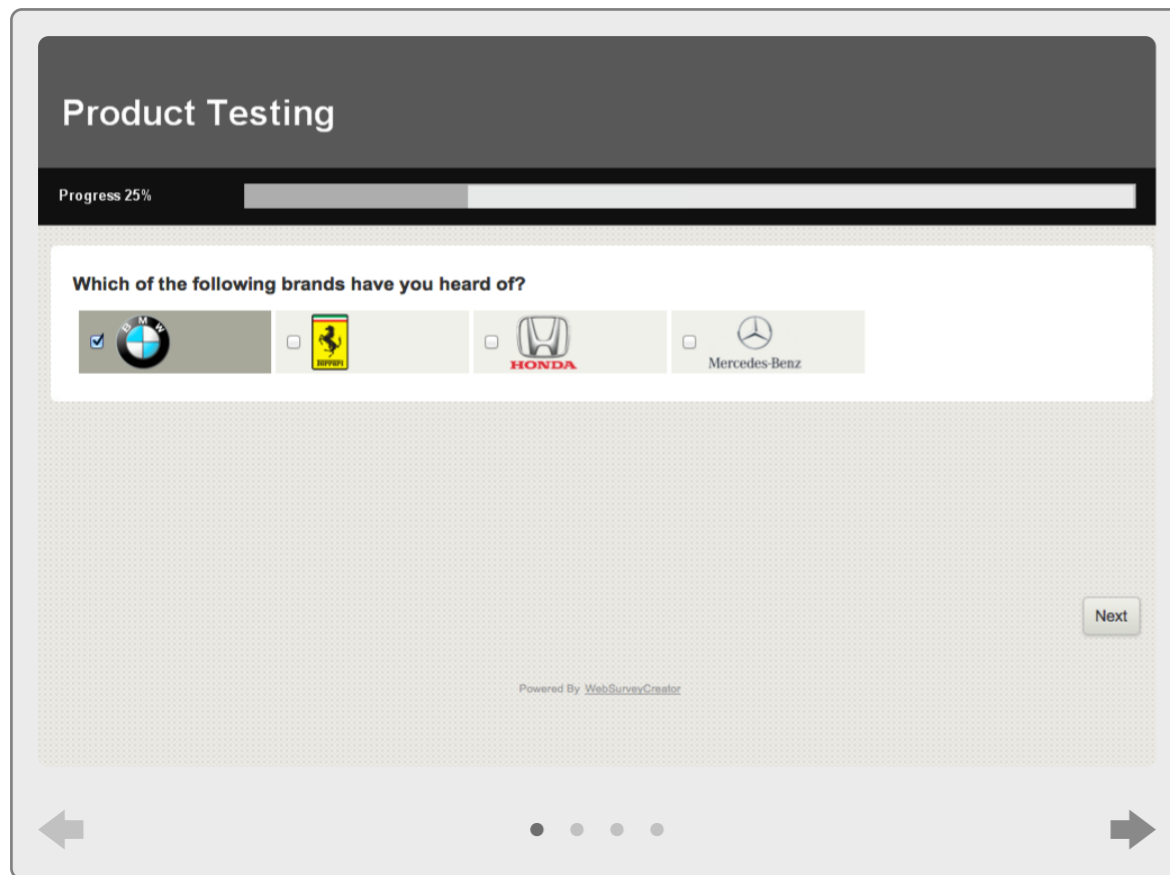 Product Testing
Progress 25%
Which of the following brands have you heard of?
BMW
Ferrari
HONDA
Mercedes-Benz
Next
Powered By WebSurveyCreator